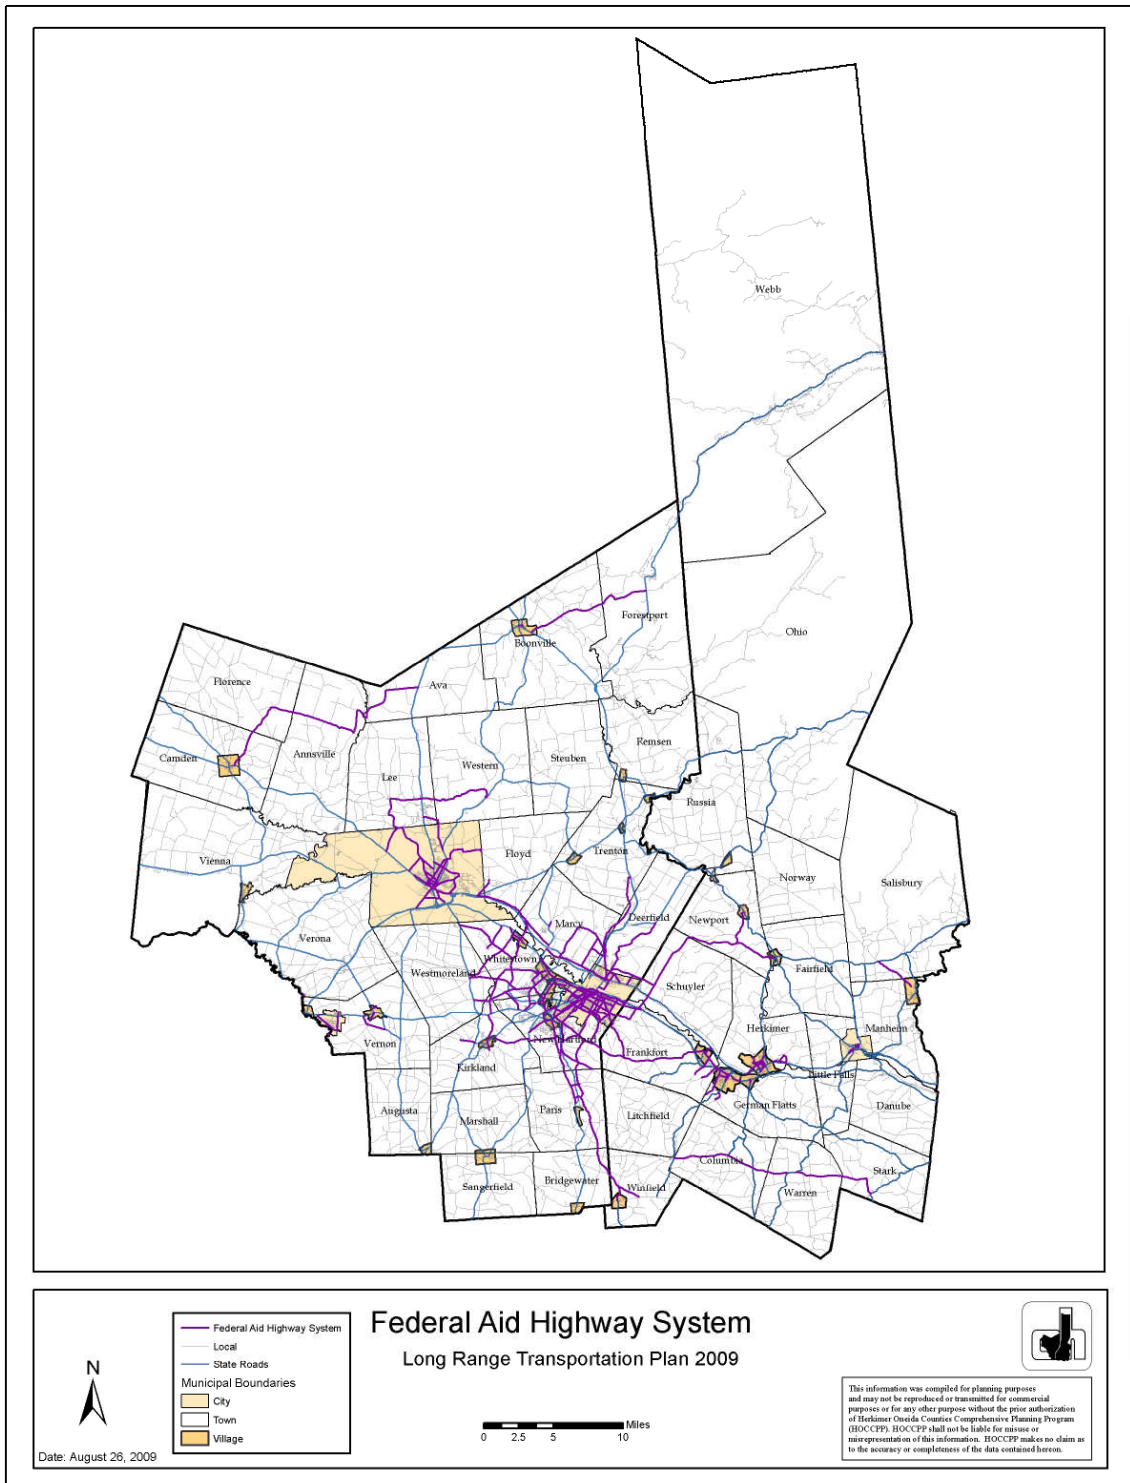 Webb
Forestport
Ohio
Boonville
Florence
Ava
Remsen
Camden
Annsville
Steuben
Western
Lee
Russia
Trenton
Floyd
Vienna
Norway
Salisbury
Marcy
Deerfield
Newport
Verona
Whitestown
Westmoreland
Fairfield
Schuyler
Herkimer
Manheim
New Hartford
Vernon
Frankfort
Kirkland
Little Falls
German Flatts
Danube
Augusta
Paris
Litchfield
Marshall
Columbia
Stark
Bridgewater
Sangerfield
Winfield
Warren
Federal Aid Highway System
Long Range Transportation Plan 2009
Federal Aid Highway System
Local
State Roads
Municipal Boundaries
City
Town
Village
N
Date: August 26, 2009
Miles
0 2.5 5 10
This information was compiled for planning purposes
and may not be reproduced or transmitted for commercial
purposes or for any other purpose without the prior authorization
of Herkimer Oneida Counties Comprehensive Planning Program
(HOCCPP). HOCCPP shall not be liable for misuse or
misrepresentation of this information. HOCCPP makes no claim as
to the accuracy or completeness of the data contained hereon.